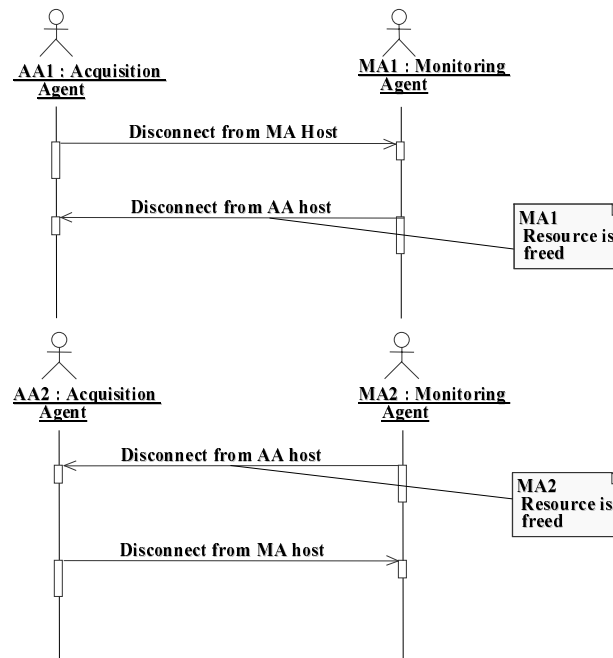 AA1 : Acquisition
Agent
MA1 : Monitoring
Agent
Disconnect from MA Host
Disconnect from AA host
MA1
Resource is
freed
AA2 : Acquisition
Agent
MA2 : Monitoring
Agent
Disconnect from AA host
MA2
Resource is
freed
Disconnect from MA host